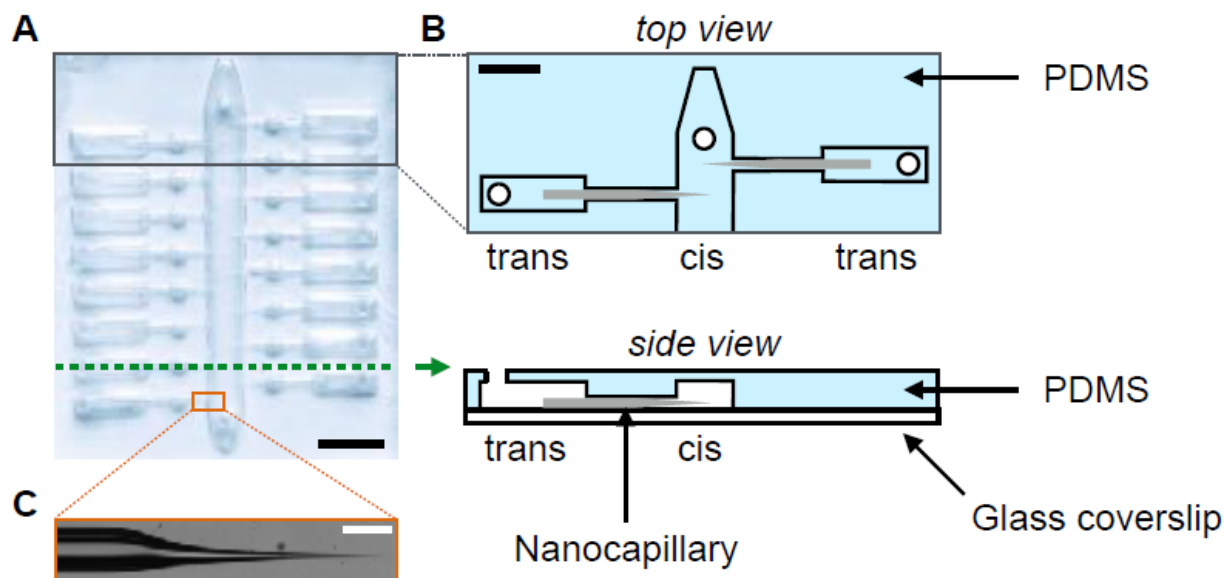 A
B
top view
PDMS
trans
cis
trans
side view
PDMS
trans
cis
C
Nanocapillary
Glass coverslip